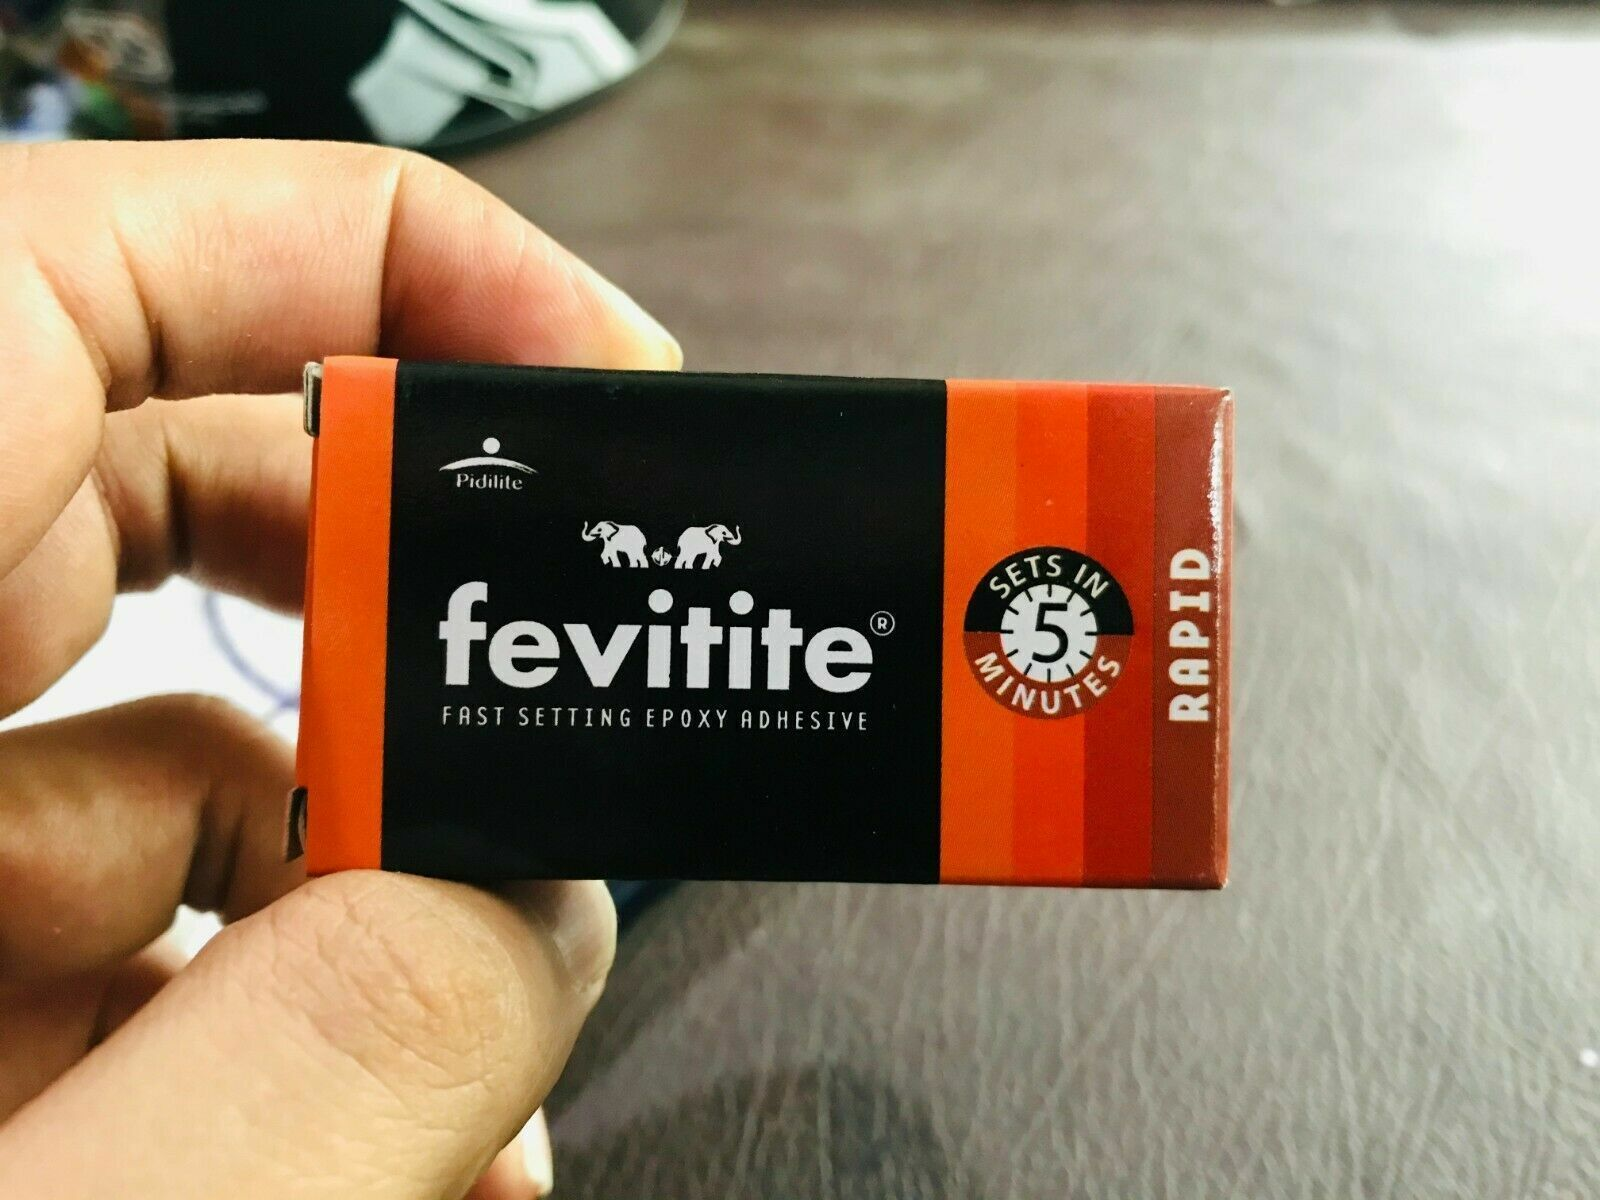 Pidilite
fevitite®
FAST SETTING EPOXY ADHESIVE
SETS IN
5
MINUTES
RAPID